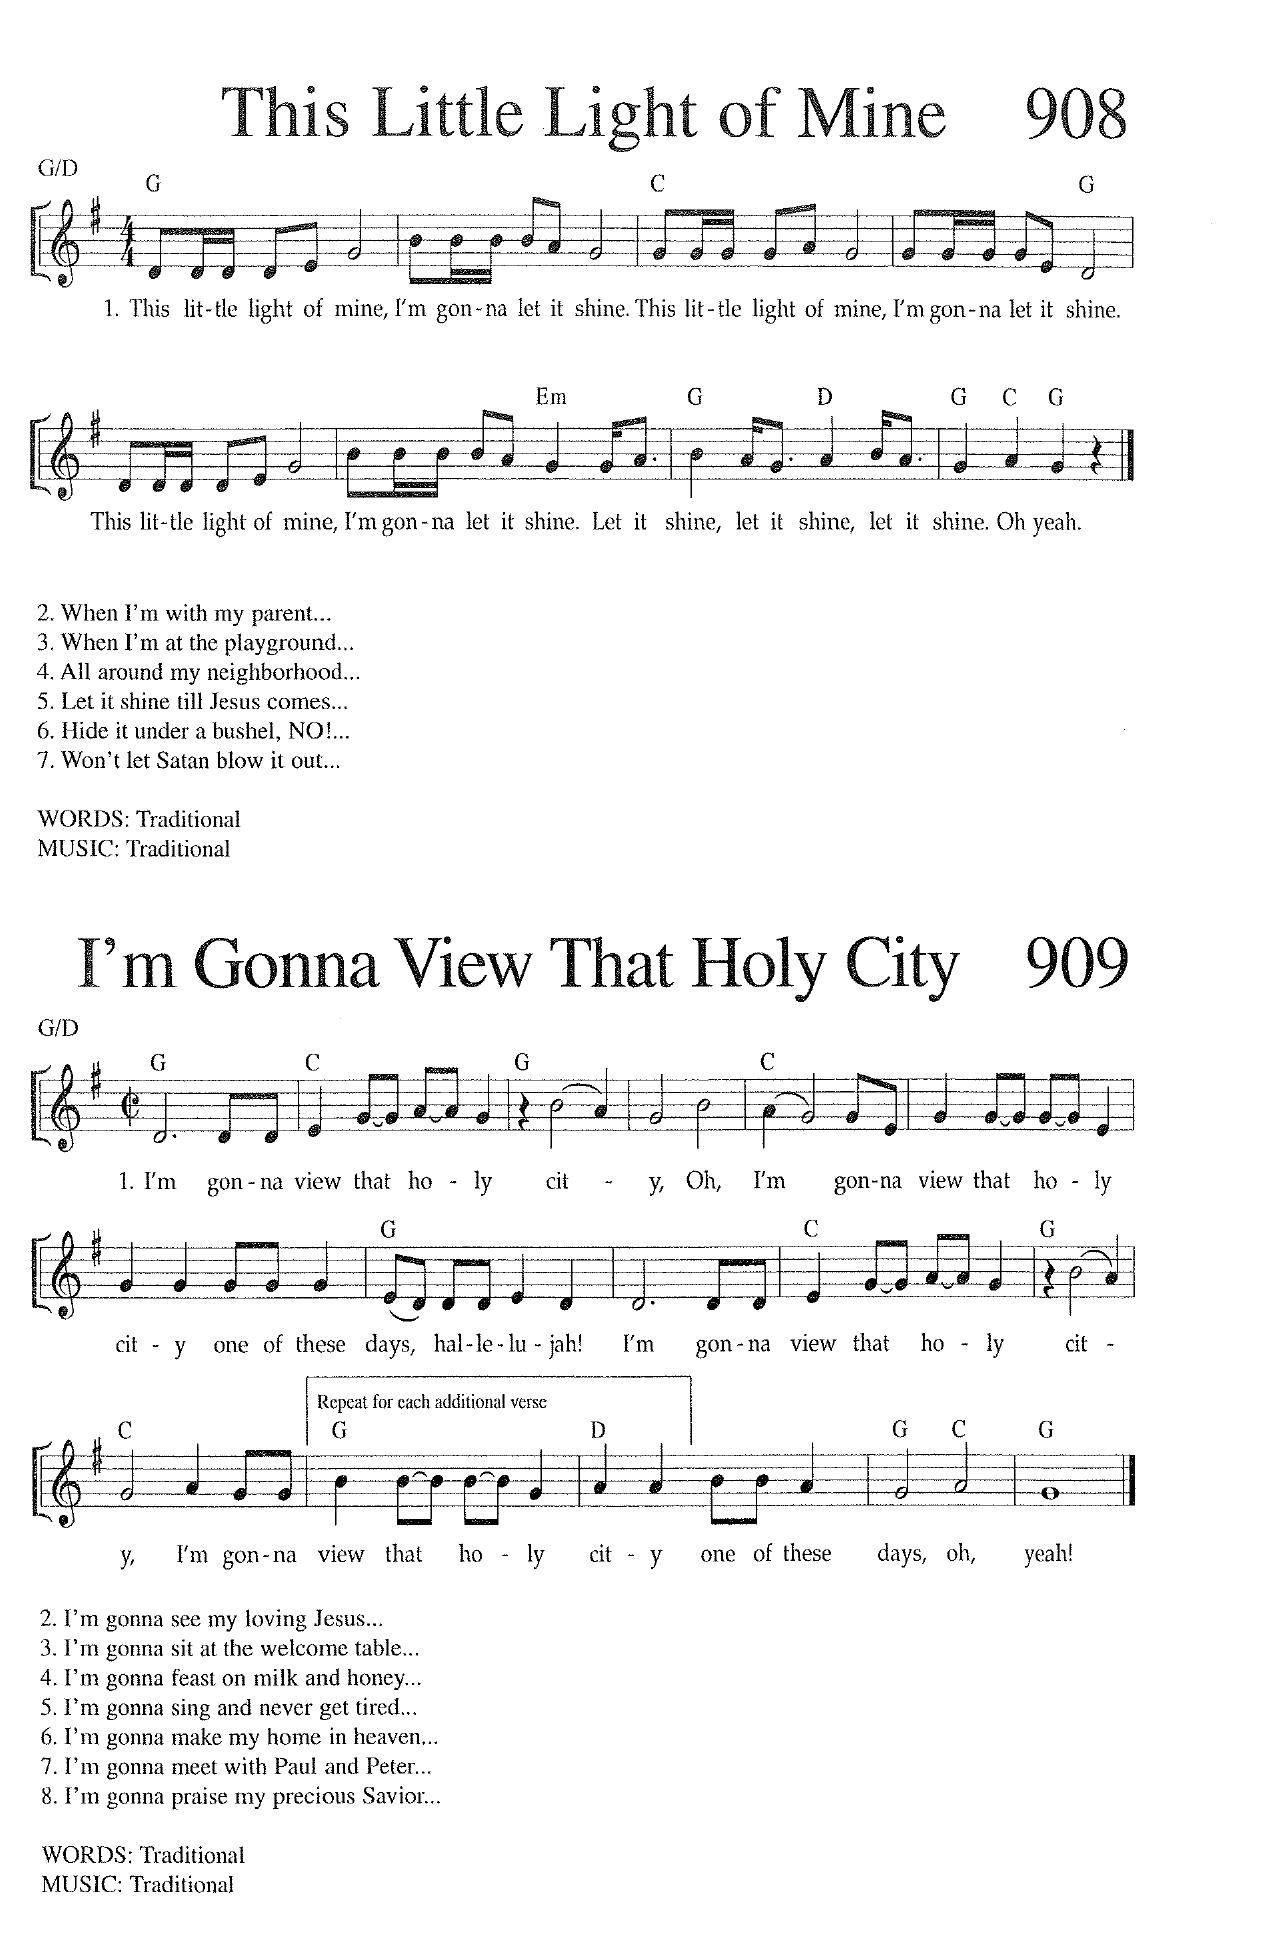 This Little Light of Mine 908
G/D
G C G
1. This lit-tle light of mine, I'm gon-na let it shine. This lit-tle light of mine, I'm gon-na let it shine.
Em G D G C G
This lit-tle light of mine, I'm gon-na let it shine. Let it shine, let it shine, let it shine. Oh yeah.
2. When I'm with my parent...
3. When I'm at the playground...
4. All around my neighborhood...
5. Let it shine till Jesus comes...
6. Hide it under a bushel, NO!...
7. Won't let Satan blow it out...
WORDS: Traditional
MUSIC: Traditional
I'm Gonna View That Holy City 909
G/D
G C G C
1. I'm gon-na view that ho - ly cit - y, Oh, I'm gon-na view that ho - ly
G C G
cit - y one of these days, hal-le-lu-jah! I'm gon-na view that ho - ly cit -
Repeat for each additional verse
C G D G C G
y, I'm gon-na view that ho - ly cit - y one of these days, oh, yeah!
2. I'm gonna see my loving Jesus...
3. I'm gonna sit at the welcome table...
4. I'm gonna feast on milk and honey...
5. I'm gonna sing and never get tired...
6. I'm gonna make my home in heaven...
7. I'm gonna meet with Paul and Peter...
8. I'm gonna praise my precious Savior...
WORDS: Traditional
MUSIC: Traditional